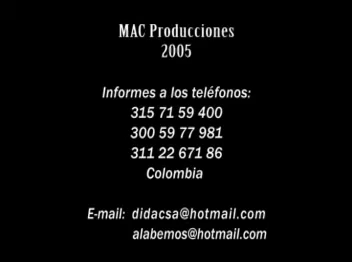 MAC Producciones
2005
Informes a los teléfonos:
315 71 59 400
300 59 77 981
311 22 671 86
Colombia
E-mail: didacsa@hotmail.com
alabemos@hotmail.com